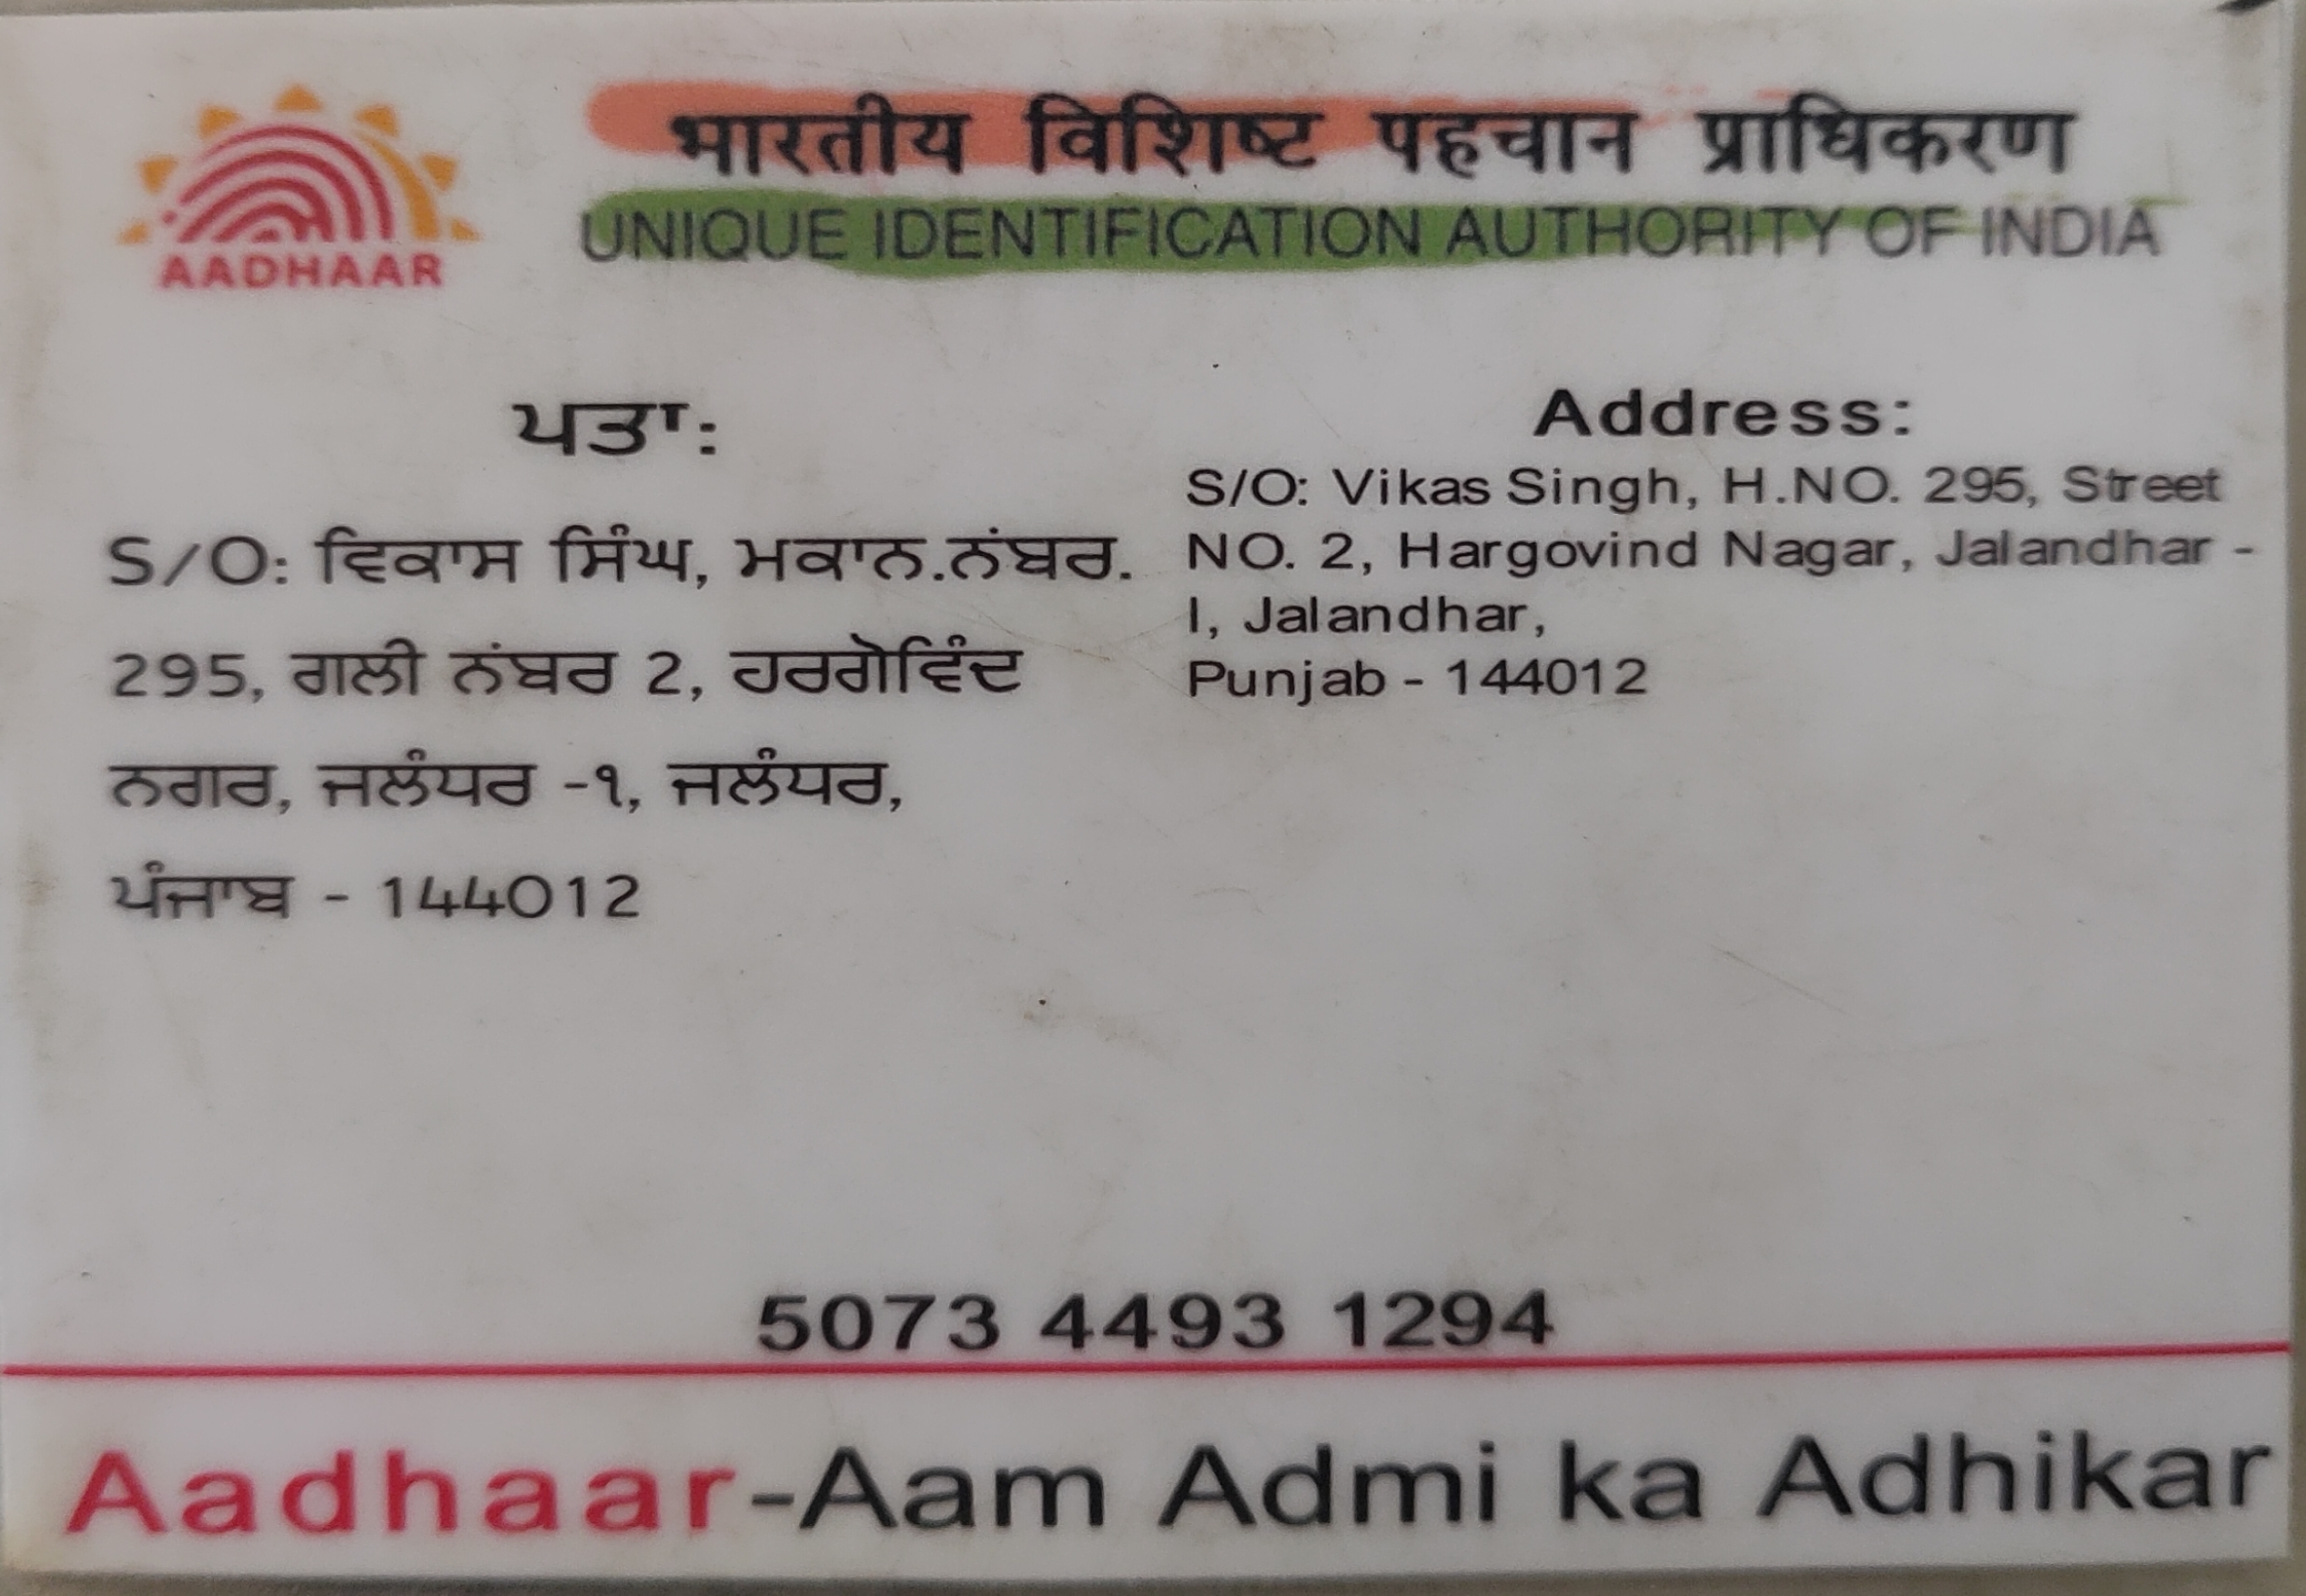 भारतीय विशिष्ट पहचान प्राधिकरण
UNIQUE IDENTIFICATION AUTHORITY OF INDIA
AADHAAR
ਪਤਾ:
S/O: ਵਿਕਾਸ ਸਿੰਘ, ਮਕਾਨ.ਨੰਬਰ.
295, ਗਲੀ ਨੰਬਰ 2, ਹਰਗੋਵਿੰਦ
ਨਗਰ, ਜਲੰਧਰ -੧, ਜਲੰਧਰ,
ਪੰਜਾਬ - 144012
Address:
S/O: Vikas Singh, H.NO. 295, Street
NO. 2, Hargovind Nagar, Jalandhar -
I, Jalandhar,
Punjab - 144012
5073 4493 1294
Aadhaar-Aam Admi ka Adhikar